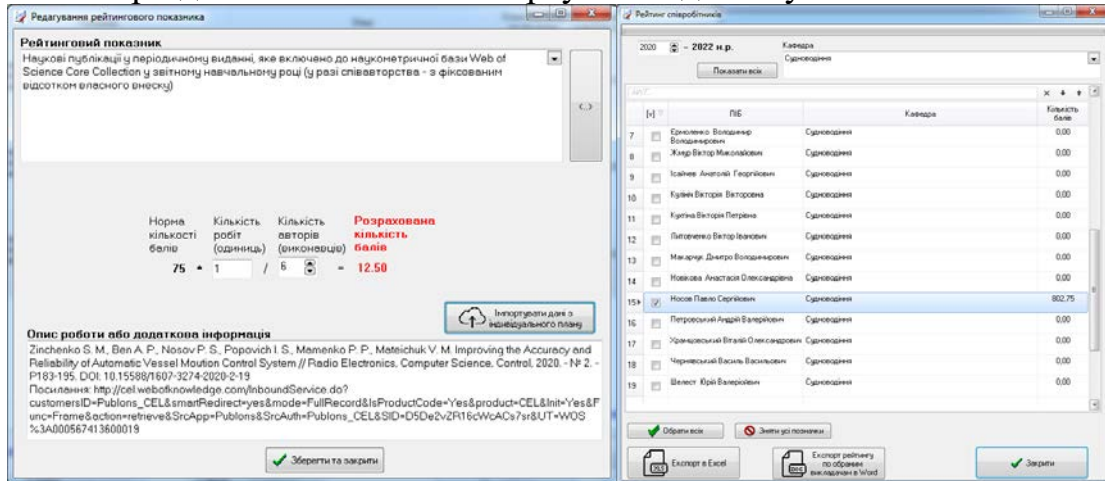 Редагування рейтингового показника
Рейтинговий показник
Наукові публікації у періодичному виданні, яке включено до наукометричної бази Web of
Science Core Collection у звітному навчальному році (у разі співавторства - з фіксованим
відсотком власного внеску)
(...)
Норма кількості балів
Кількість робіт (одиниць)
Кількість авторів (виконавців)
Розрахована кількість балів
75 * 1 / 6 = 12.50
Імпортувати дані з
індивідуального плану
Опис роботи або додаткова інформація
Zinchenko S. M., Ben A. P., Nosov P. S., Popovich I. S., Mamenko P. P., Mateichuk V. M. Improving the Accuracy and
Reliability of Automatic Vessel Moution Control System // Radio Electronics, Computer Science, Control, 2020. - № 2. -
P.183-195. DOI: 10.15588/1607-3274-2020-2-19
Посилання: http://cel.webofknowledge.com/InboundService.do?
customersID=Publons_CEL&smartRedirect=yes&mode=FullRecord&IsProductCode=Yes&product=CEL&Init=Yes&F
unc=Frame&action=retrieve&SrcApp=Publons&SrcAuth=Publons_CEL&SID=D5De2vZR16cWcACs7sr&UT=WOS
%3A000567413600019
Зберегти та закрити
Рейтинг співробітників
2020 - 2022 н.р.
Кафедра
Судноводіння
Показати всіх
[v] ПІБ Кафедра Кількість балів
7 Єрмоленко Володимир Володимирович Судноводіння 0,00
8 Жмур Віктор Миколайович Судноводіння 0,00
9 Ісайчев Анатолій Георгійович Судноводіння 0,00
10 Вікторія Вікторовна Судноводіння 0,00
11 Вікторія Петрівна Судноводіння 0,00
12 Литовченко Віктор Іванович Судноводіння 0,00
13 Макарчук Дмитро Володимирович Судноводіння 0,00
14 Новікова Анастасія Олександрівна Судноводіння 0,00
15 Носов Павло Сергійович Судноводіння 802,75
16 Петровський Андрій Валерійович Судноводіння 0,00
17 Віталій Олександрович Судноводіння 0,00
18 Чернявський Василь Васильович Судноводіння 0,00
19 Шелест Юрій Валерійович Судноводіння 0,00
Обрати всіх
Зняти усі позначки
XLS
Експорт в Excel
DOC
Експорт рейтингу
по обраним
викладачам в Word
Закрити